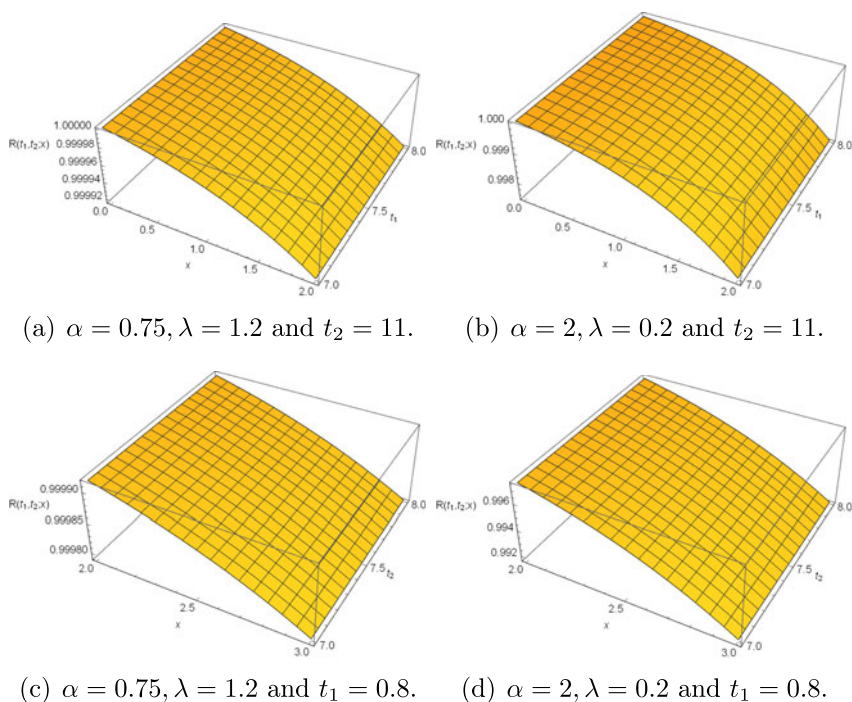 1.00000
R(t₁,t₂;x)
0.99998
0.99996
0.99994
0.99992
0.0
0.5
1.0
x
1.5
2.0
7.0
7.5
t₁
8.0
(a) α = 0.75, λ = 1.2 and t₂ = 11.
1.000
R(t₁,t₂;x)
0.999
0.998
0.0
0.5
1.0
x
1.5
2.0
7.0
7.5
t₁
8.0
(b) α = 2, λ = 0.2 and t₂ = 11.
0.99990
R(t₁,t₂;x)
0.99985
0.99980
2.0
2.5
x
3.0
7.0
7.5
t₂
8.0
(c) α = 0.75, λ = 1.2 and t₁ = 0.8.
0.996
R(t₁,t₂;x)
0.994
0.992
2.0
2.5
x
3.0
7.0
7.5
t₂
8.0
(d) α = 2, λ = 0.2 and t₁ = 0.8.